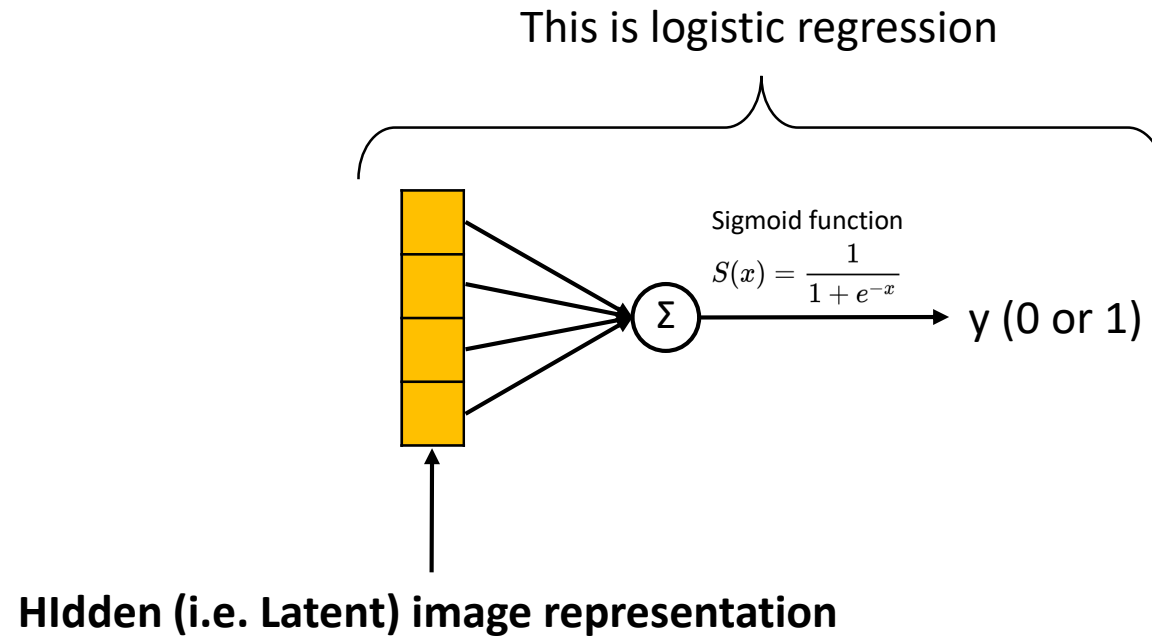 This is logistic regression
Sigmoid function
S(x) = 1 / (1 + e^{-x})
Σ
y (0 or 1)
HIdden (i.e. Latent) image representation